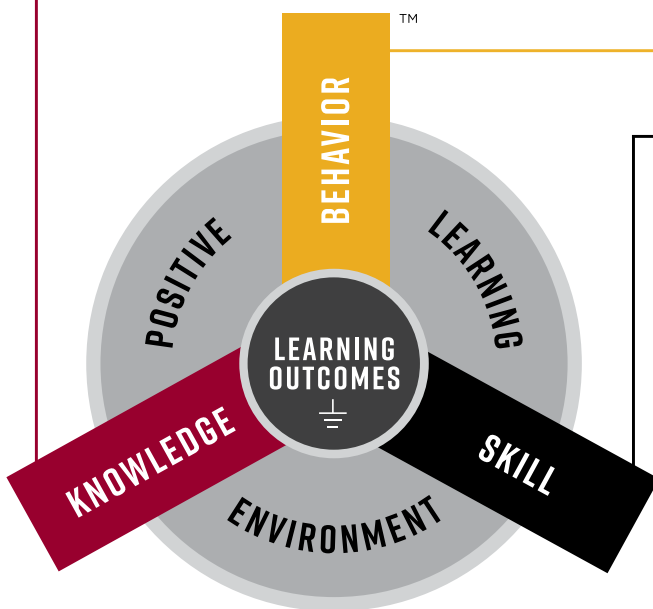 ™
BEHAVIOR
POSITIVE
LEARNING
LEARNING
OUTCOMES
KNOWLEDGE
SKILL
ENVIRONMENT